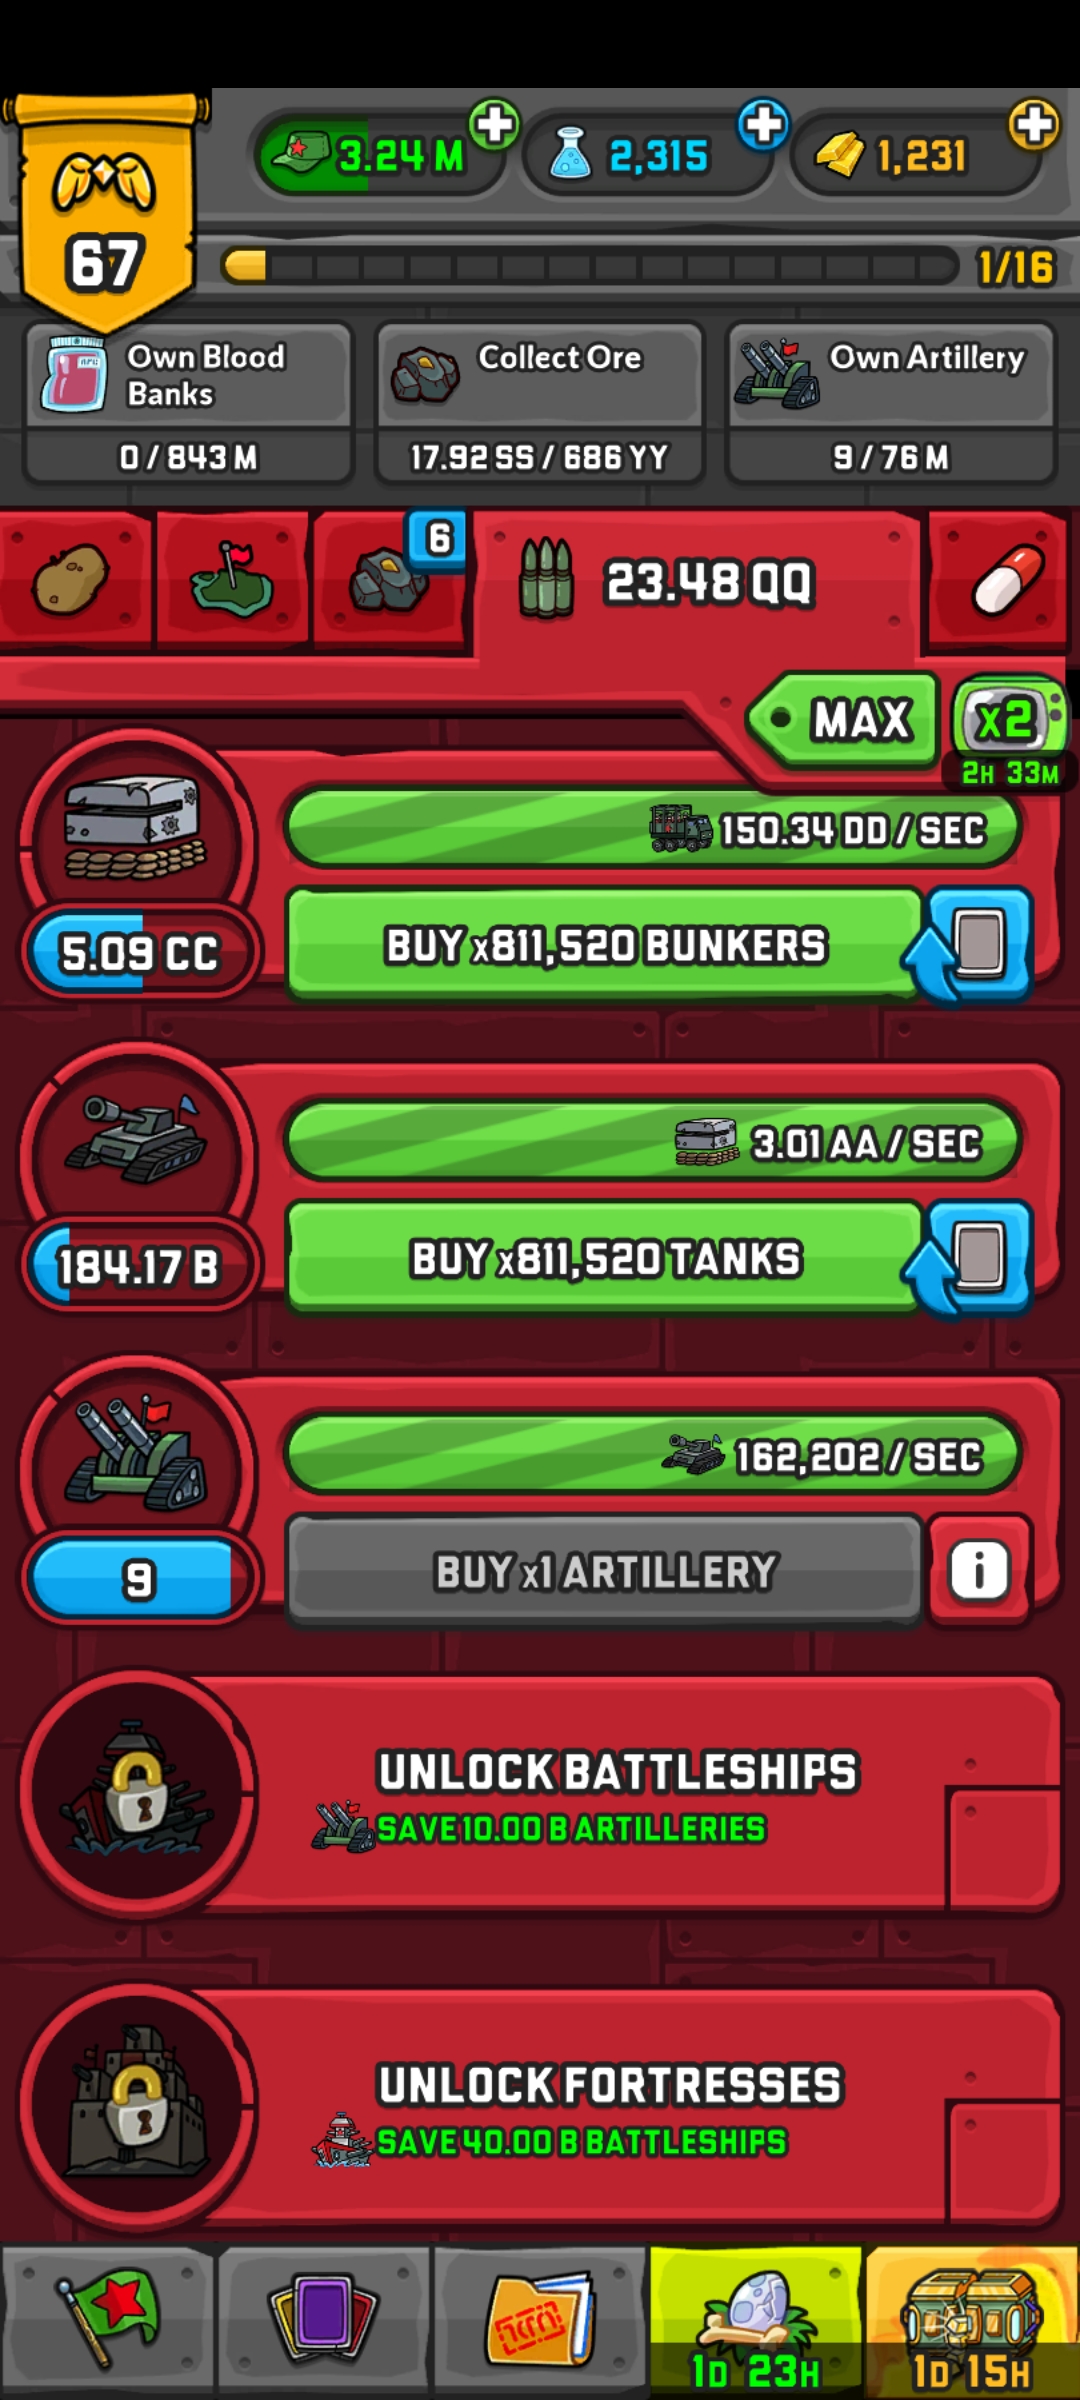 3.24 M
2,315
1,231
67
1/16
Own Blood
Banks
0 / 843 M
Collect Ore
17.92 SS / 686 YY
Own Artillery
9 / 76 M
6
23.48 QQ
MAX
x2
2H 33M
150.34 DD / SEC
5.09 CC
BUY x811,520 BUNKERS
3.01 AA / SEC
184.17 B
BUY x811,520 TANKS
162,202 / SEC
9
BUY x1 ARTILLERY
i
UNLOCK BATTLESHIPS
SAVE 10.00 B ARTILLERIES
UNLOCK FORTRESSES
SAVE 40.00 B BATTLESHIPS
1D 23H
1D 15H